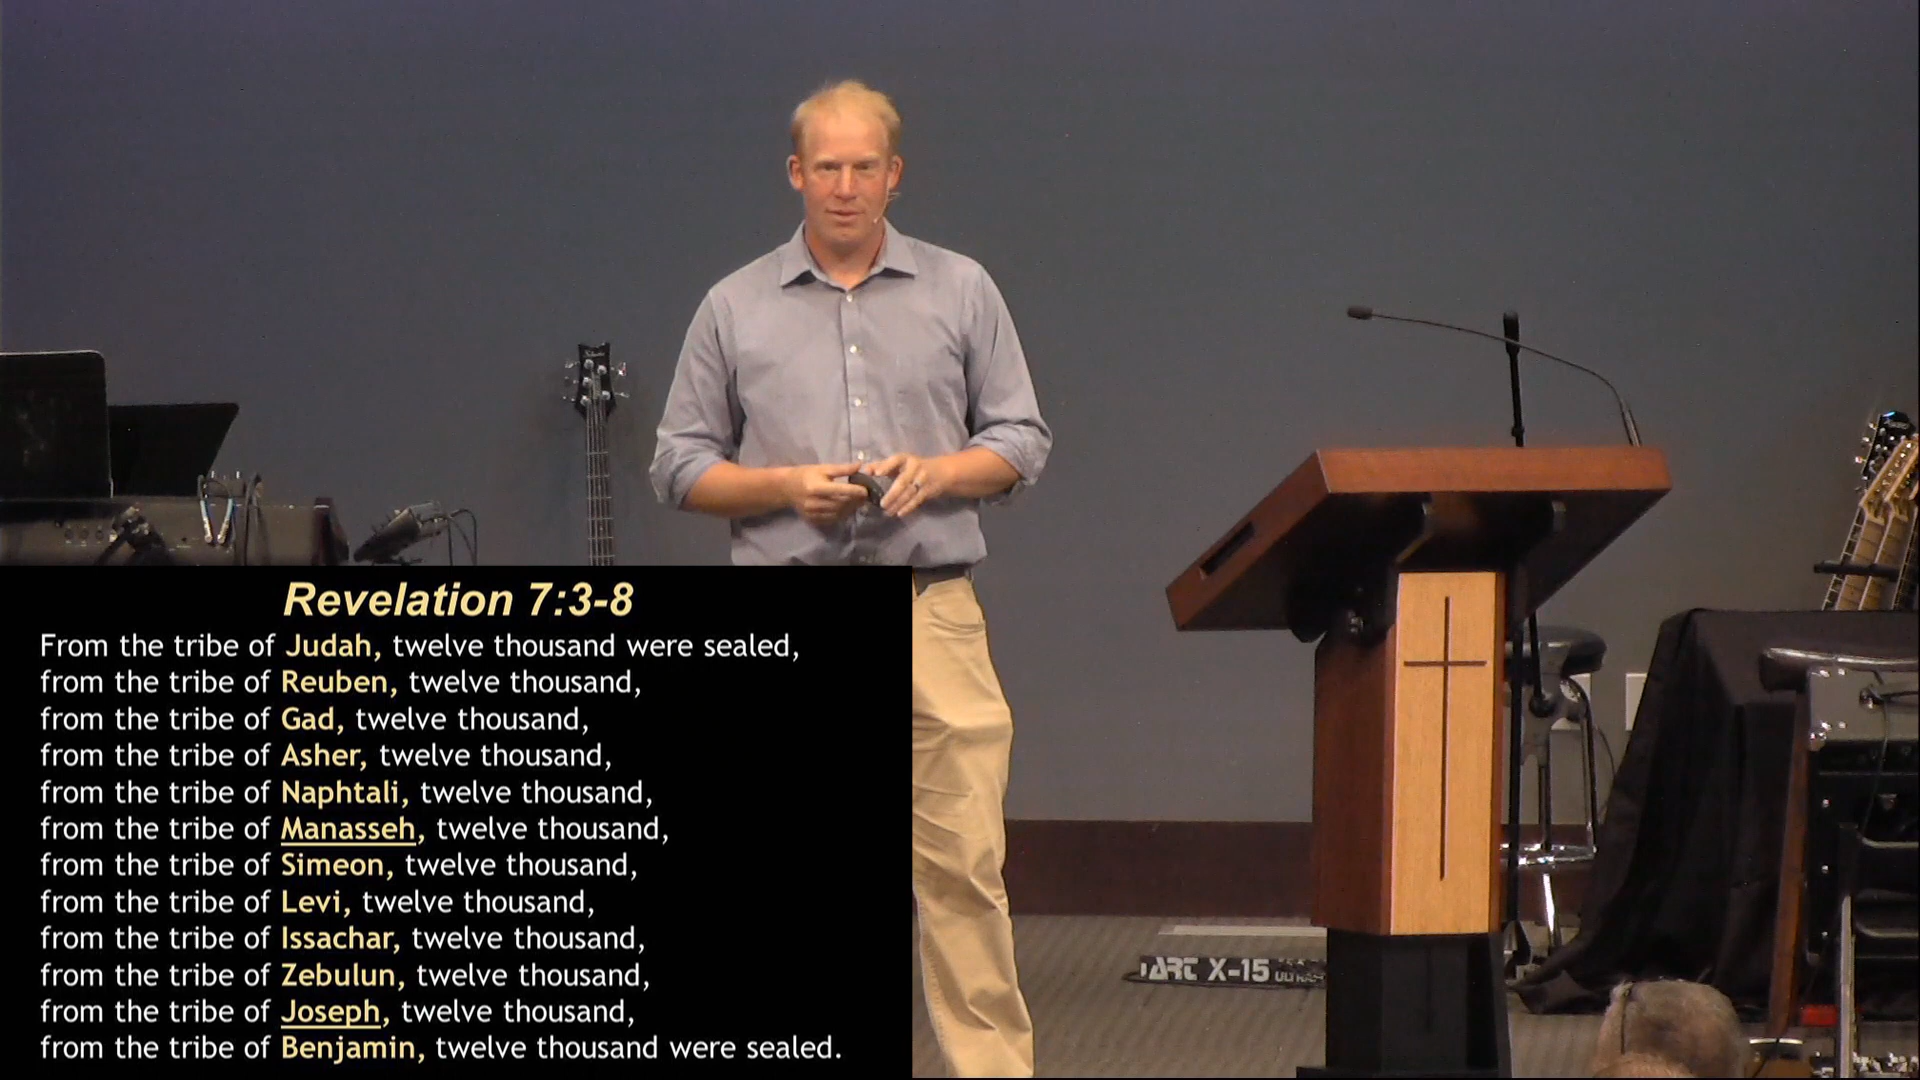 Revelation 7:3-8
From the tribe of Judah, twelve thousand were sealed,
from the tribe of Reuben, twelve thousand,
from the tribe of Gad, twelve thousand,
from the tribe of Asher, twelve thousand,
from the tribe of Naphtali, twelve thousand,
from the tribe of Manasseh, twelve thousand,
from the tribe of Simeon, twelve thousand,
from the tribe of Levi, twelve thousand,
from the tribe of Issachar, twelve thousand,
from the tribe of Zebulun, twelve thousand,
from the tribe of Joseph, twelve thousand,
from the tribe of Benjamin, twelve thousand were sealed.
X-15